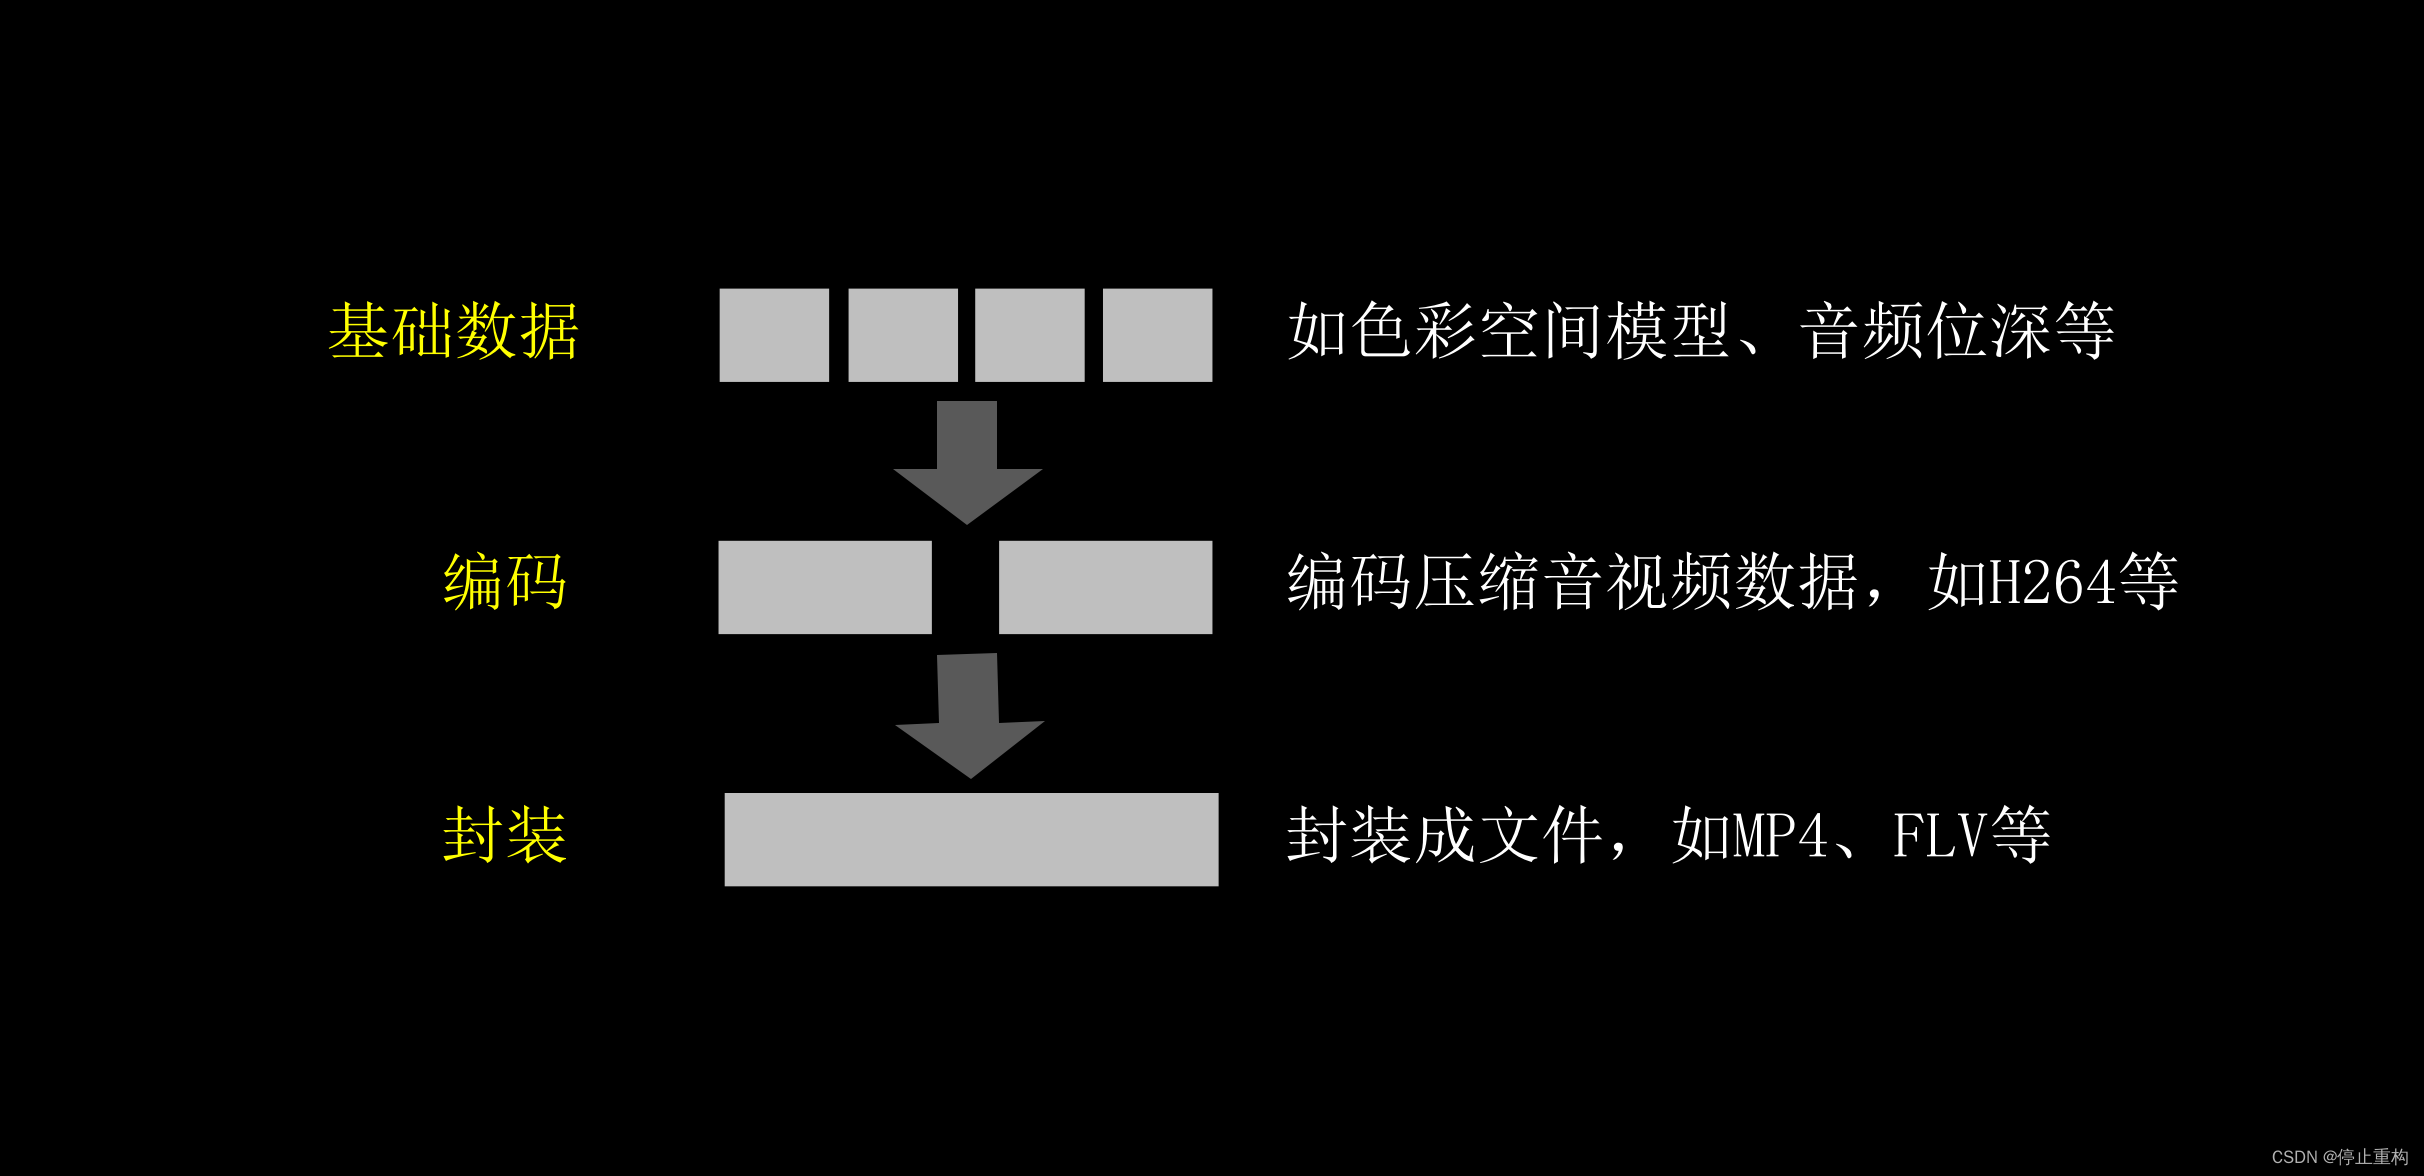 基础数据
如色彩空间模型、音频位深等
编码
编码压缩音视频数据，如H264等
封装
封装成文件，如MP4、FLV等
CSDN @停止重构